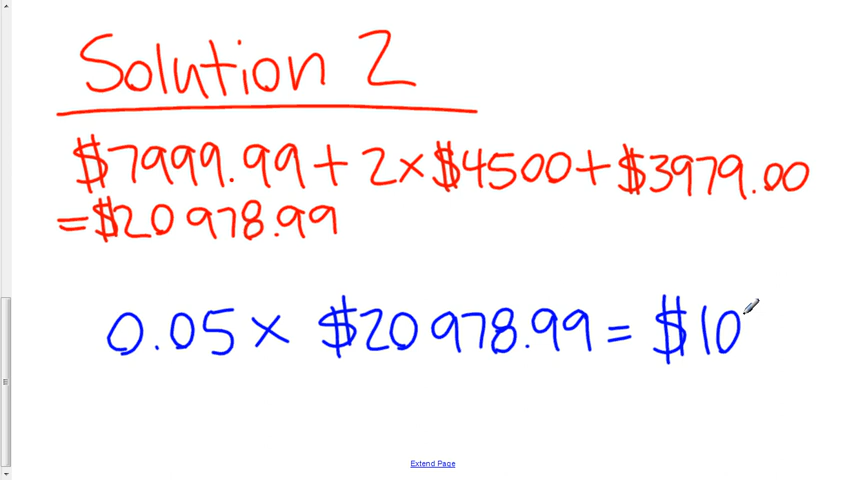 Solution 2
$7999.99 + 2 × $4500 + $3979.00
= $20 978.99
0.05 × $20 978.99 = $10
Extend Page